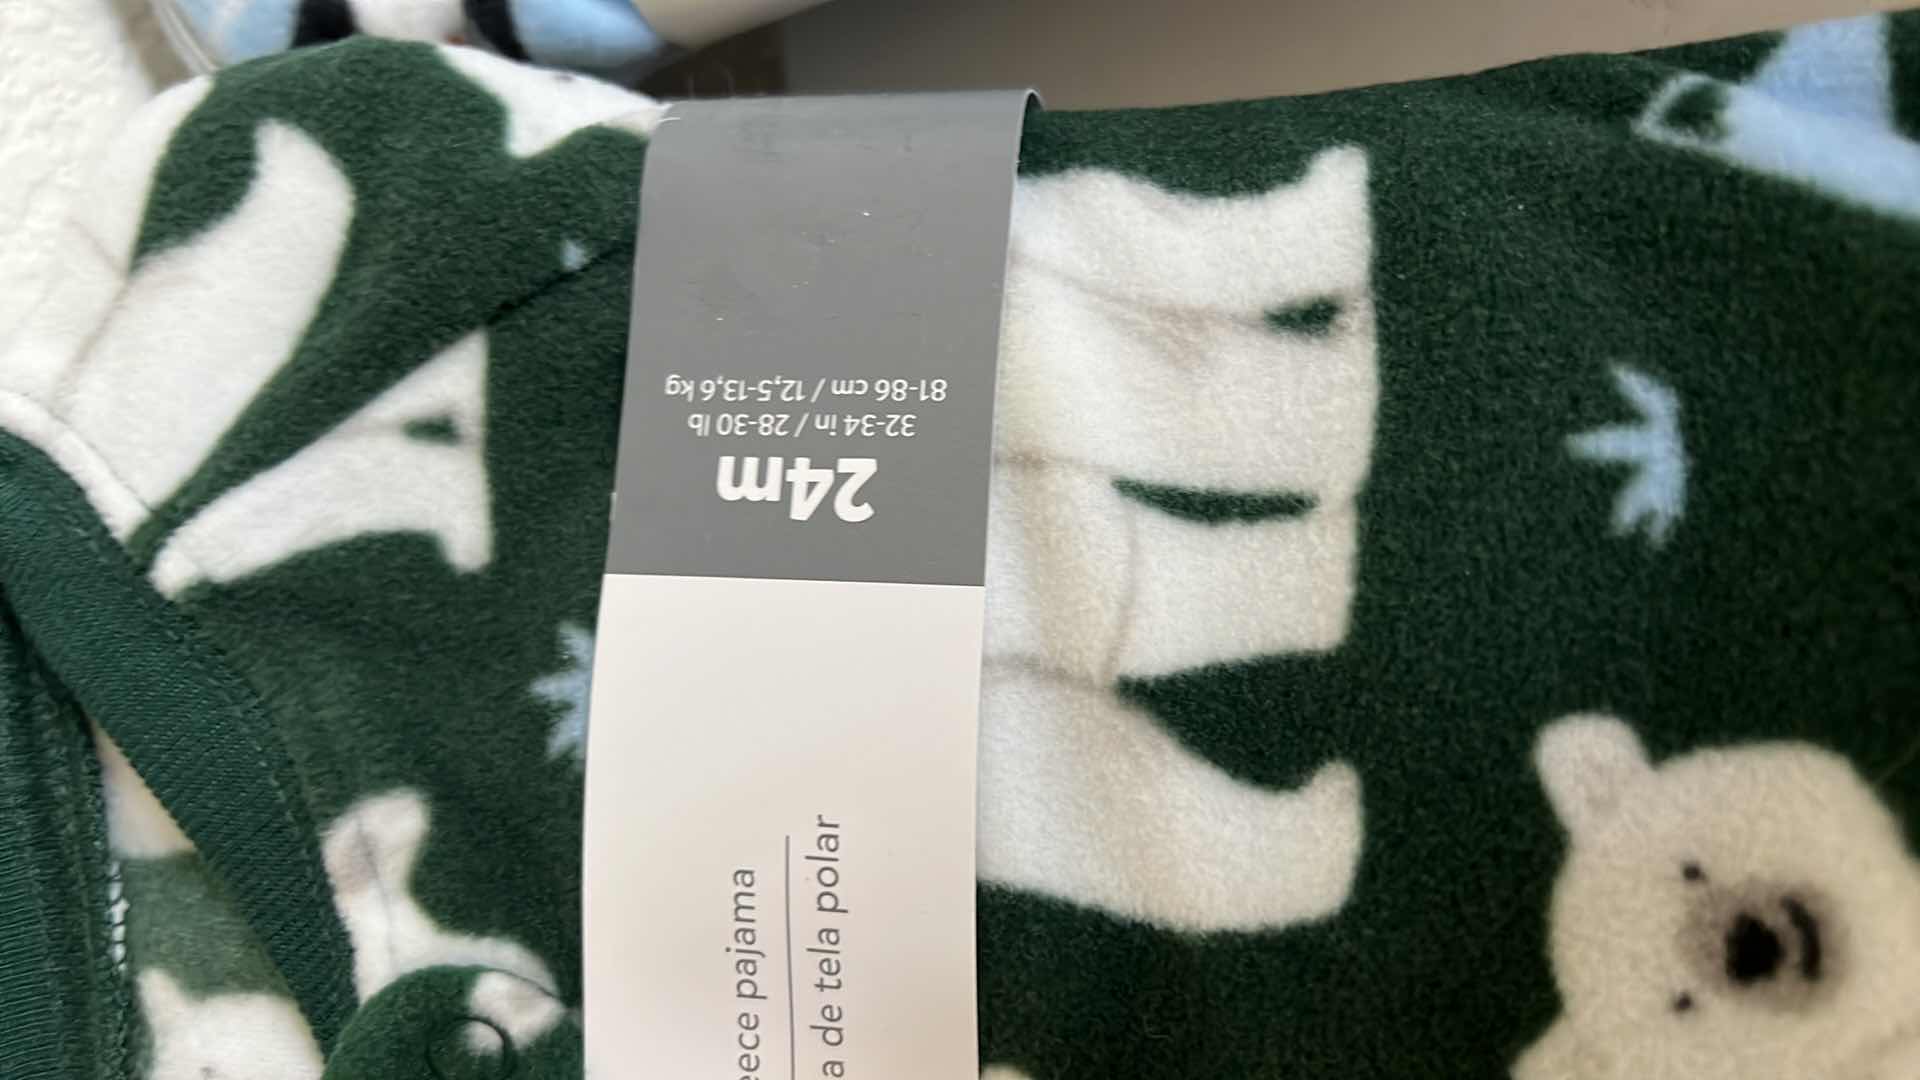 24m
32-34 in / 28-30 lb
81-86 cm / 12,5-13,6 kg
pajama
de tela polar